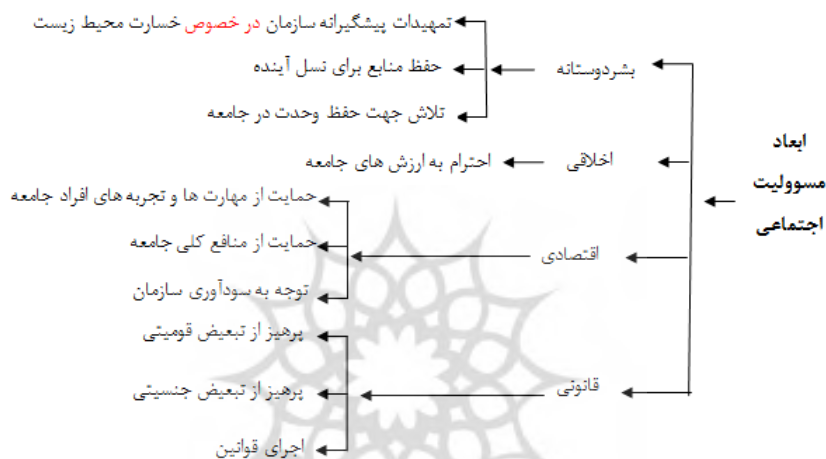 ابعاد
مسوولیت
اجتماعی
بشردوستانه
تمهیدات پیشگیرانه سازمان در خصوص خسارت محیط زیست
حفظ منابع برای نسل آینده
تلاش جهت حفظ وحدت در جامعه
اخلاقی
احترام به ارزش های جامعه
اقتصادی
حمایت از مهارت ها و تجربه های افراد جامعه
حمایت از منافع کلی جامعه
توجه به سودآوری سازمان
قانونی
پرهیز از تبعیض قومیتی
پرهیز از تبعیض جنسیتی
اجرای قوانین